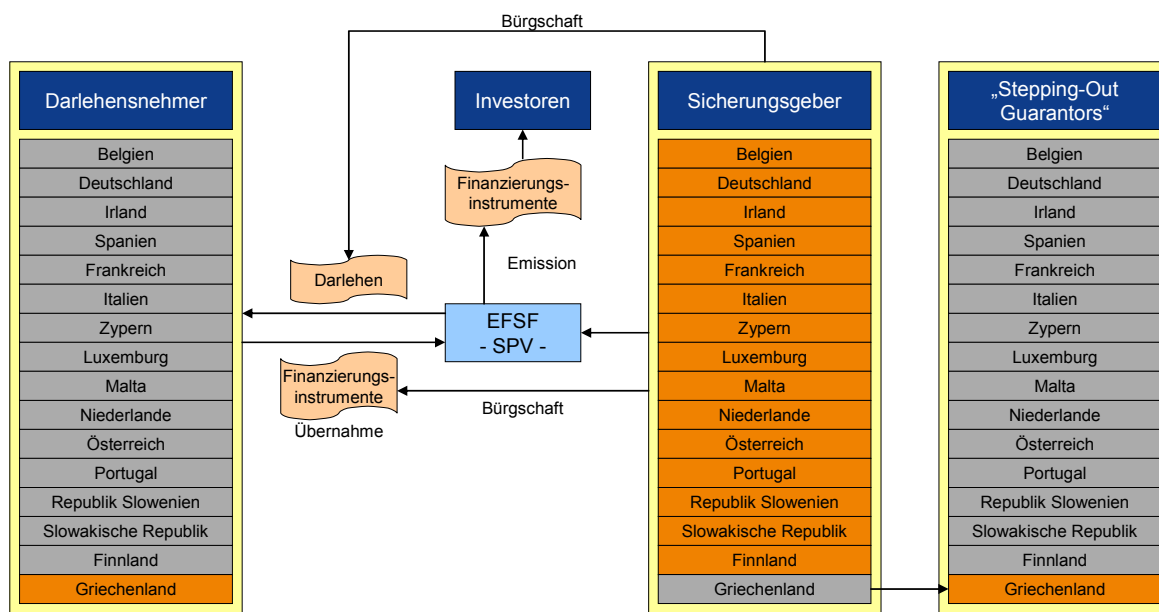 Bürgschaft
Darlehensnehmer
Belgien
Deutschland
Irland
Spanien
Frankreich
Italien
Zypern
Luxemburg
Malta
Niederlande
Österreich
Portugal
Republik Slowenien
Slowakische Republik
Finnland
Griechenland
Investoren
Finanzierungs-
instrumente
Emission
Darlehen
EFSF
- SPV -
Finanzierungs-
instrumente
Übernahme
Bürgschaft
Sicherungsgeber
Belgien
Deutschland
Irland
Spanien
Frankreich
Italien
Zypern
Luxemburg
Malta
Niederlande
Österreich
Portugal
Republik Slowenien
Slowakische Republik
Finnland
Griechenland
„Stepping-Out
Guarantors“
Belgien
Deutschland
Irland
Spanien
Frankreich
Italien
Zypern
Luxemburg
Malta
Niederlande
Österreich
Portugal
Republik Slowenien
Slowakische Republik
Finnland
Griechenland